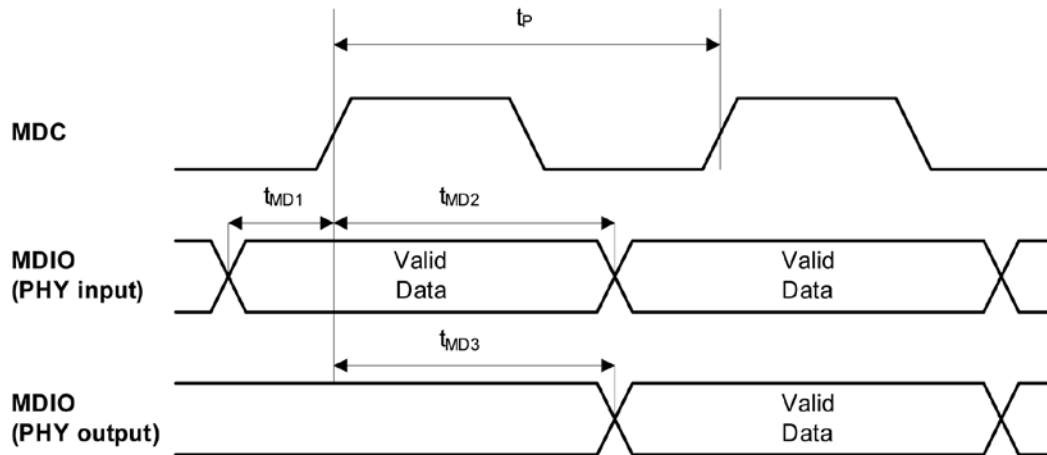 tP
MDC
tMD1
tMD2
MDIO
(PHY input)
Valid
Data
Valid
Data
tMD3
MDIO
(PHY output)
Valid
Data